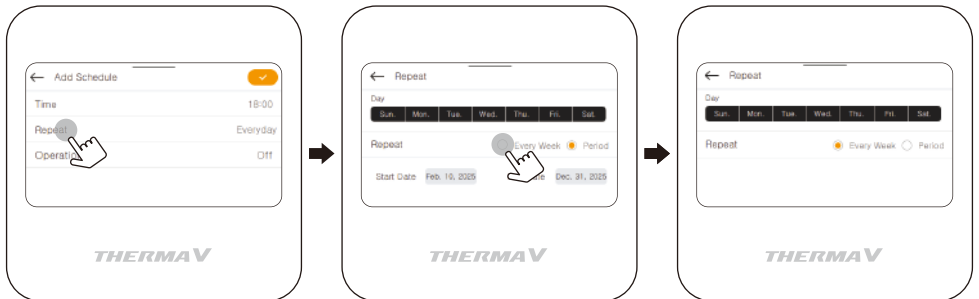 Add Schedule
Time 18:00
Repeat Everyday
Operation Off
THERMA V
Repeat
Day
Sun. Mon. Tue. Wed. Thu. Fri. Sat.
Repeat Every Week Period
Start Date Feb. 10, 2025 Dec. 31, 2025
THERMA V
Repeat
Day
Sun. Mon. Tue. Wed. Thu. Fri. Sat.
Repeat Every Week Period
THERMA V